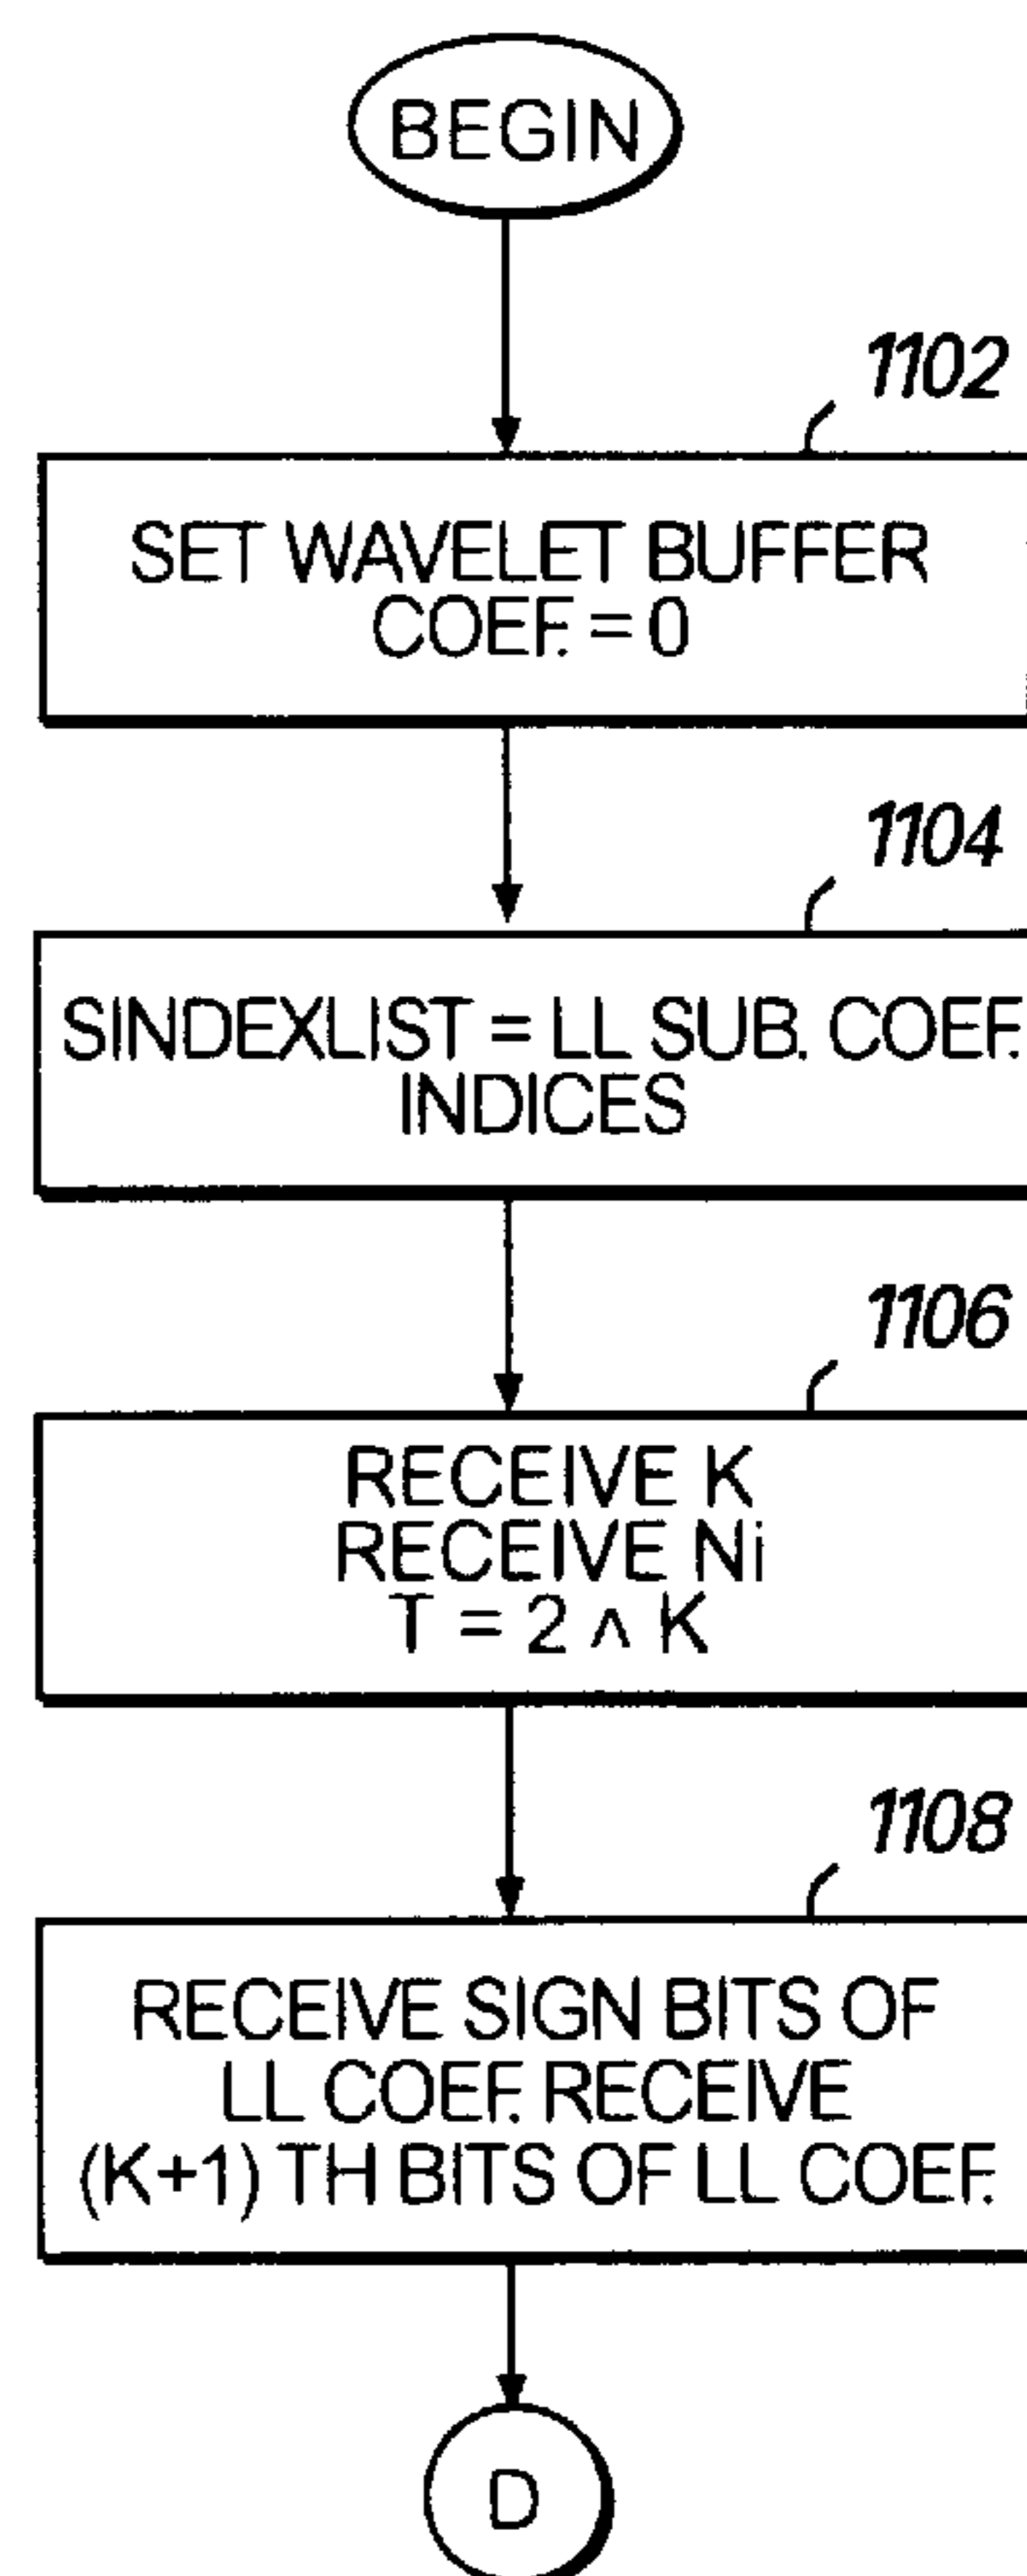 BEGIN
1102
SET WAVELET BUFFER
COEF. = 0
1104
SINDEXLIST = LL SUB. COEF.
INDICES
1106
RECEIVE K
RECEIVE Ni
T = 2 ∧ K
1108
RECEIVE SIGN BITS OF
LL COEF. RECEIVE
(K+1) TH BITS OF LL COEF.
D